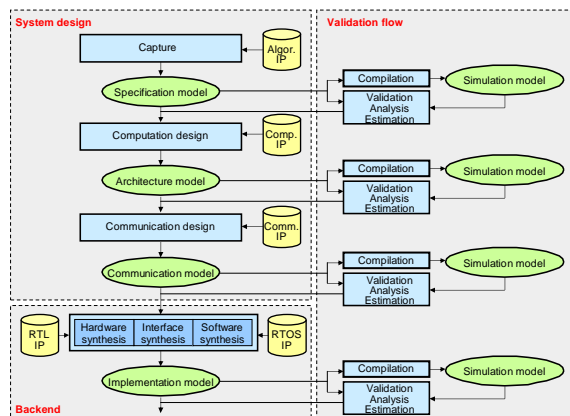 System design
Validation flow
Capture
Algor.
IP
Specification model
Compilation
Simulation model
Validation
Analysis
Estimation
Computation design
Comp.
IP
Architecture model
Compilation
Simulation model
Validation
Analysis
Estimation
Communication design
Comm.
IP
Communication model
Compilation
Simulation model
Validation
Analysis
Estimation
RTL
IP
Hardware
synthesis
Interface
synthesis
Software
synthesis
RTOS
IP
Implementation model
Compilation
Simulation model
Validation
Analysis
Estimation
Backend